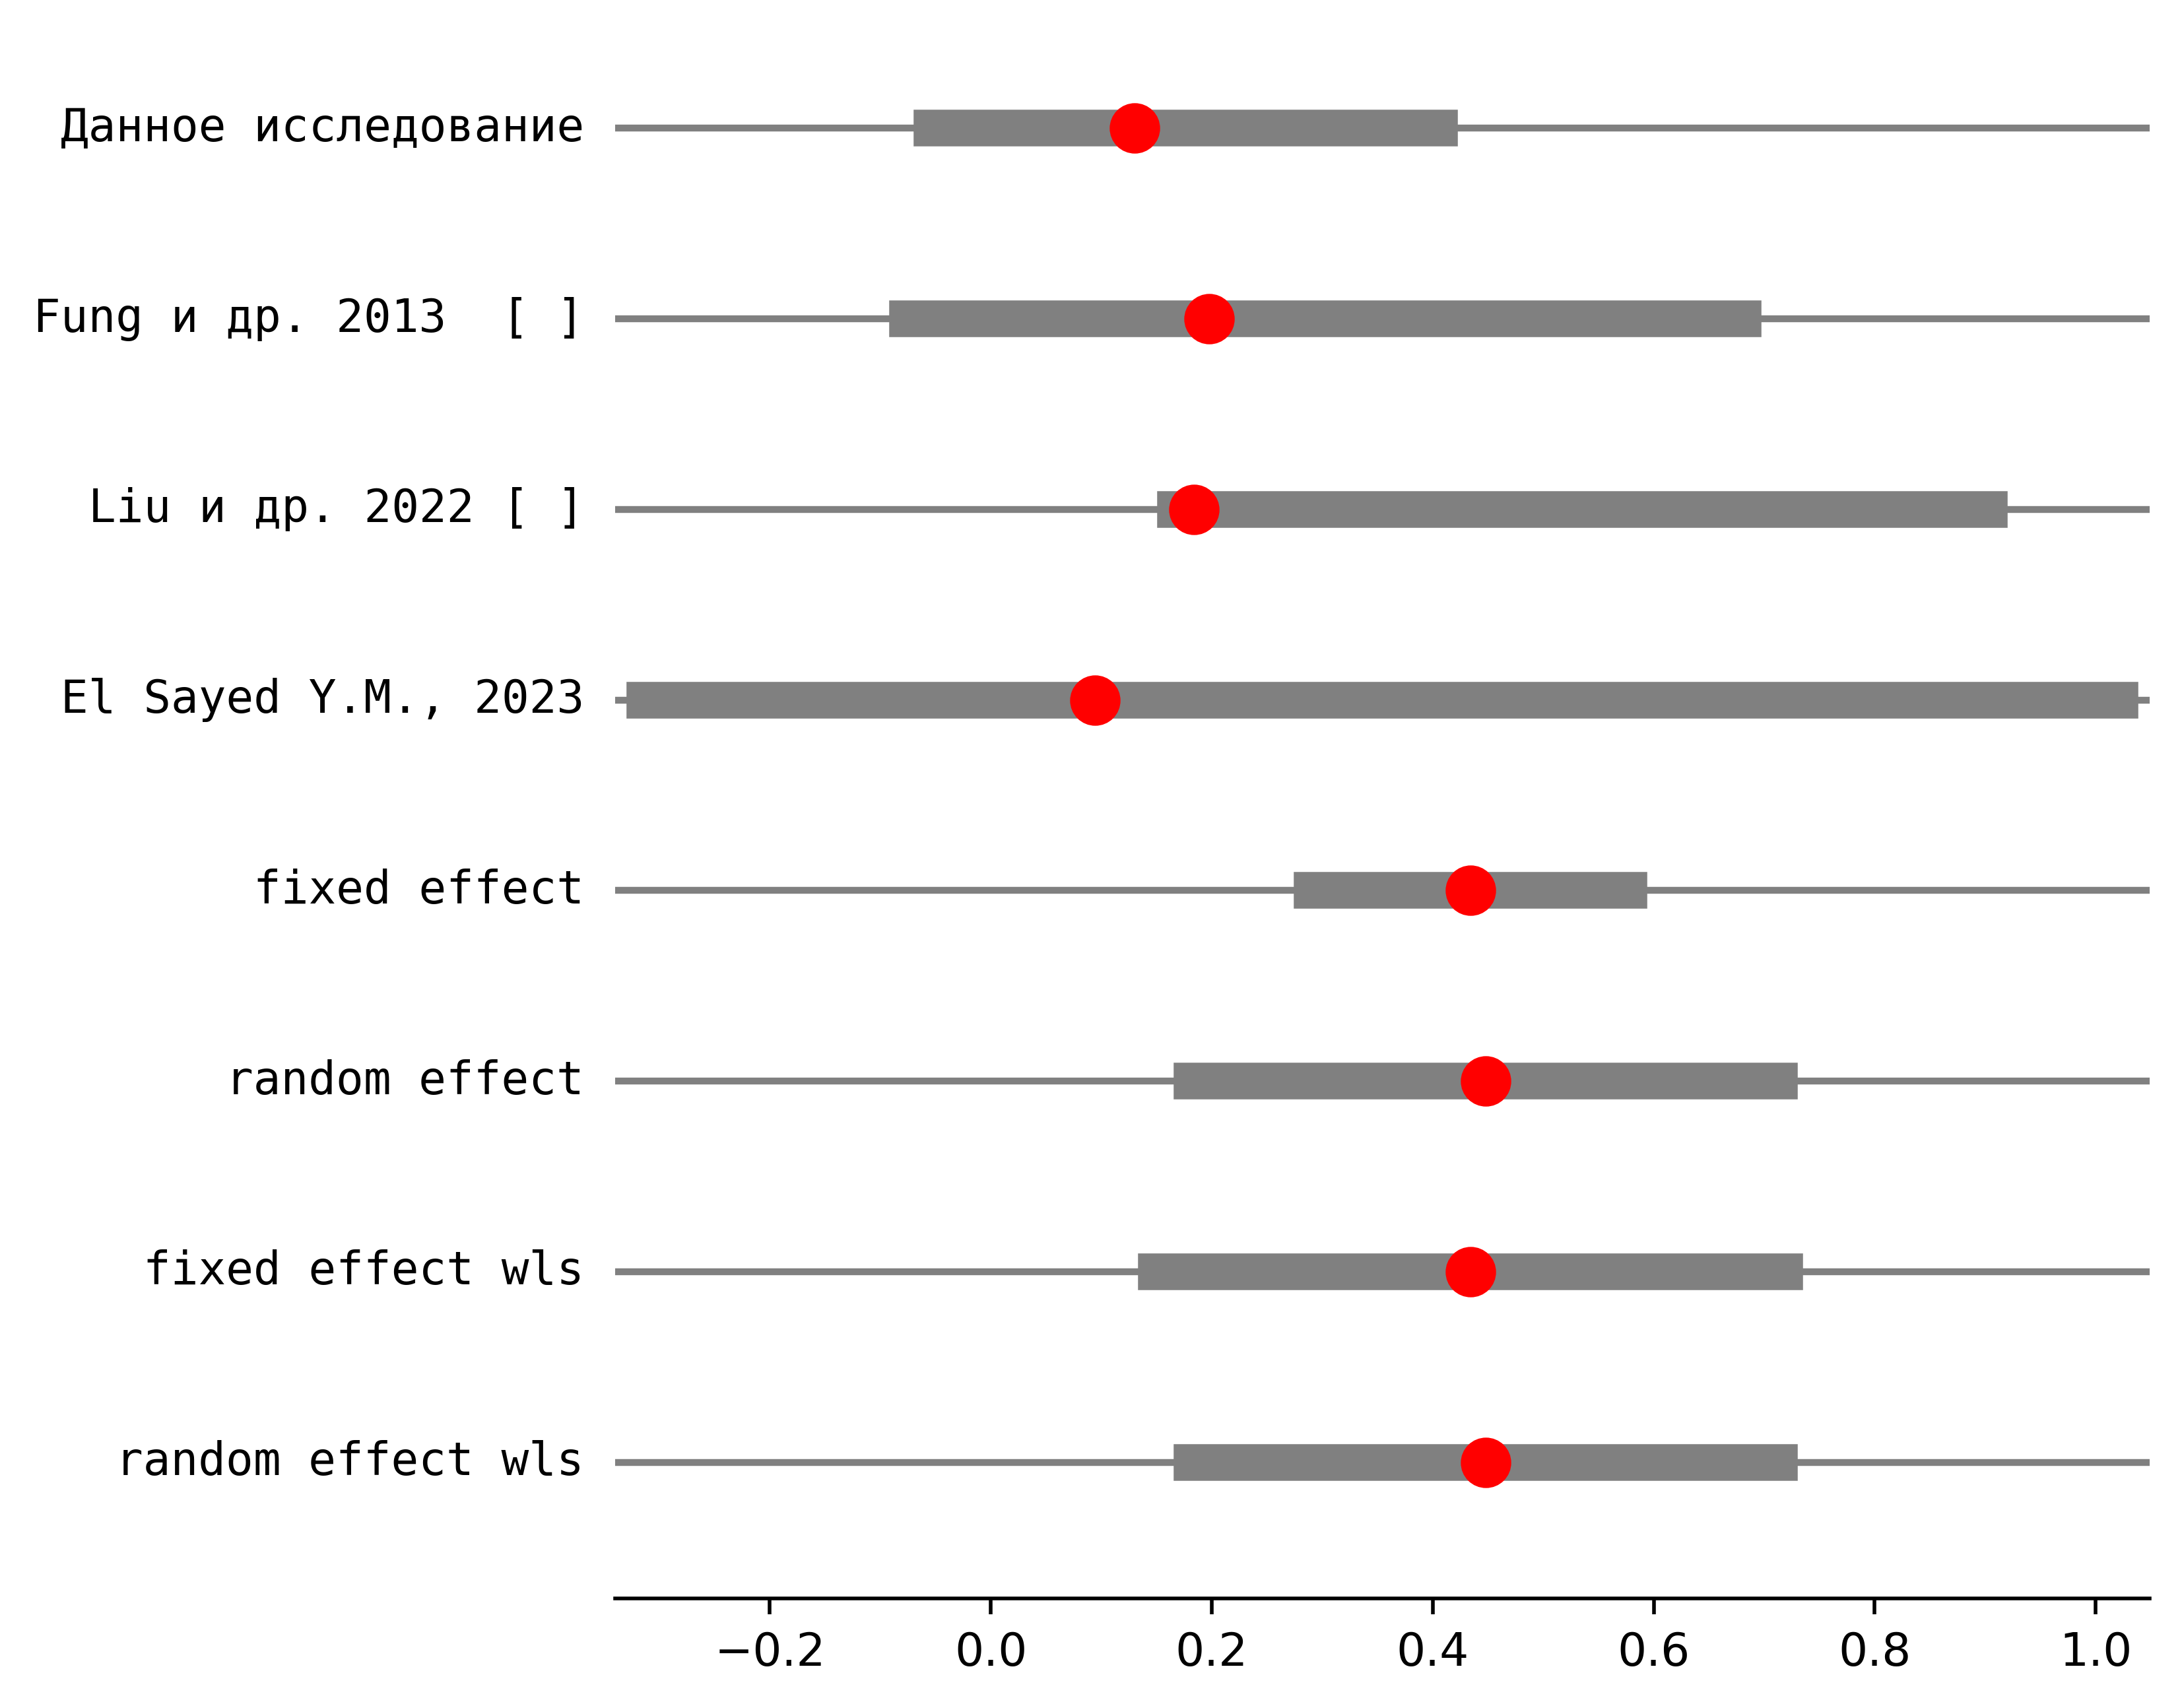 Данное исследование
Fung и др. 2013  [ ]
Liu и др. 2022 [ ]
El Sayed Y.M., 2023
fixed effect
random effect
fixed effect wls
random effect wls
−0.2 0.0 0.2 0.4 0.6 0.8 1.0